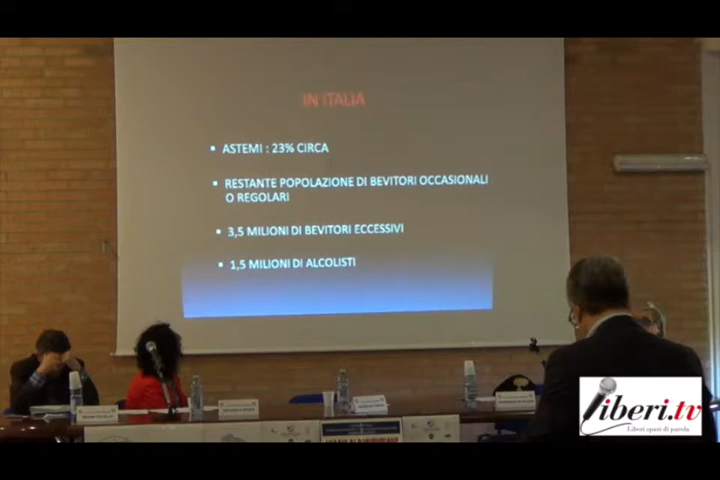 IN ITALIA
ASTEMI : 23% CIRCA
RESTANTE POPOLAZIONE DI BEVITORI OCCASIONALI
O REGOLARI
3,5 MILIONI DI BEVITORI ECCESSIVI
1,5 MILIONI DI ALCOLISTI
liberi.tv
Liberi spazi di parola